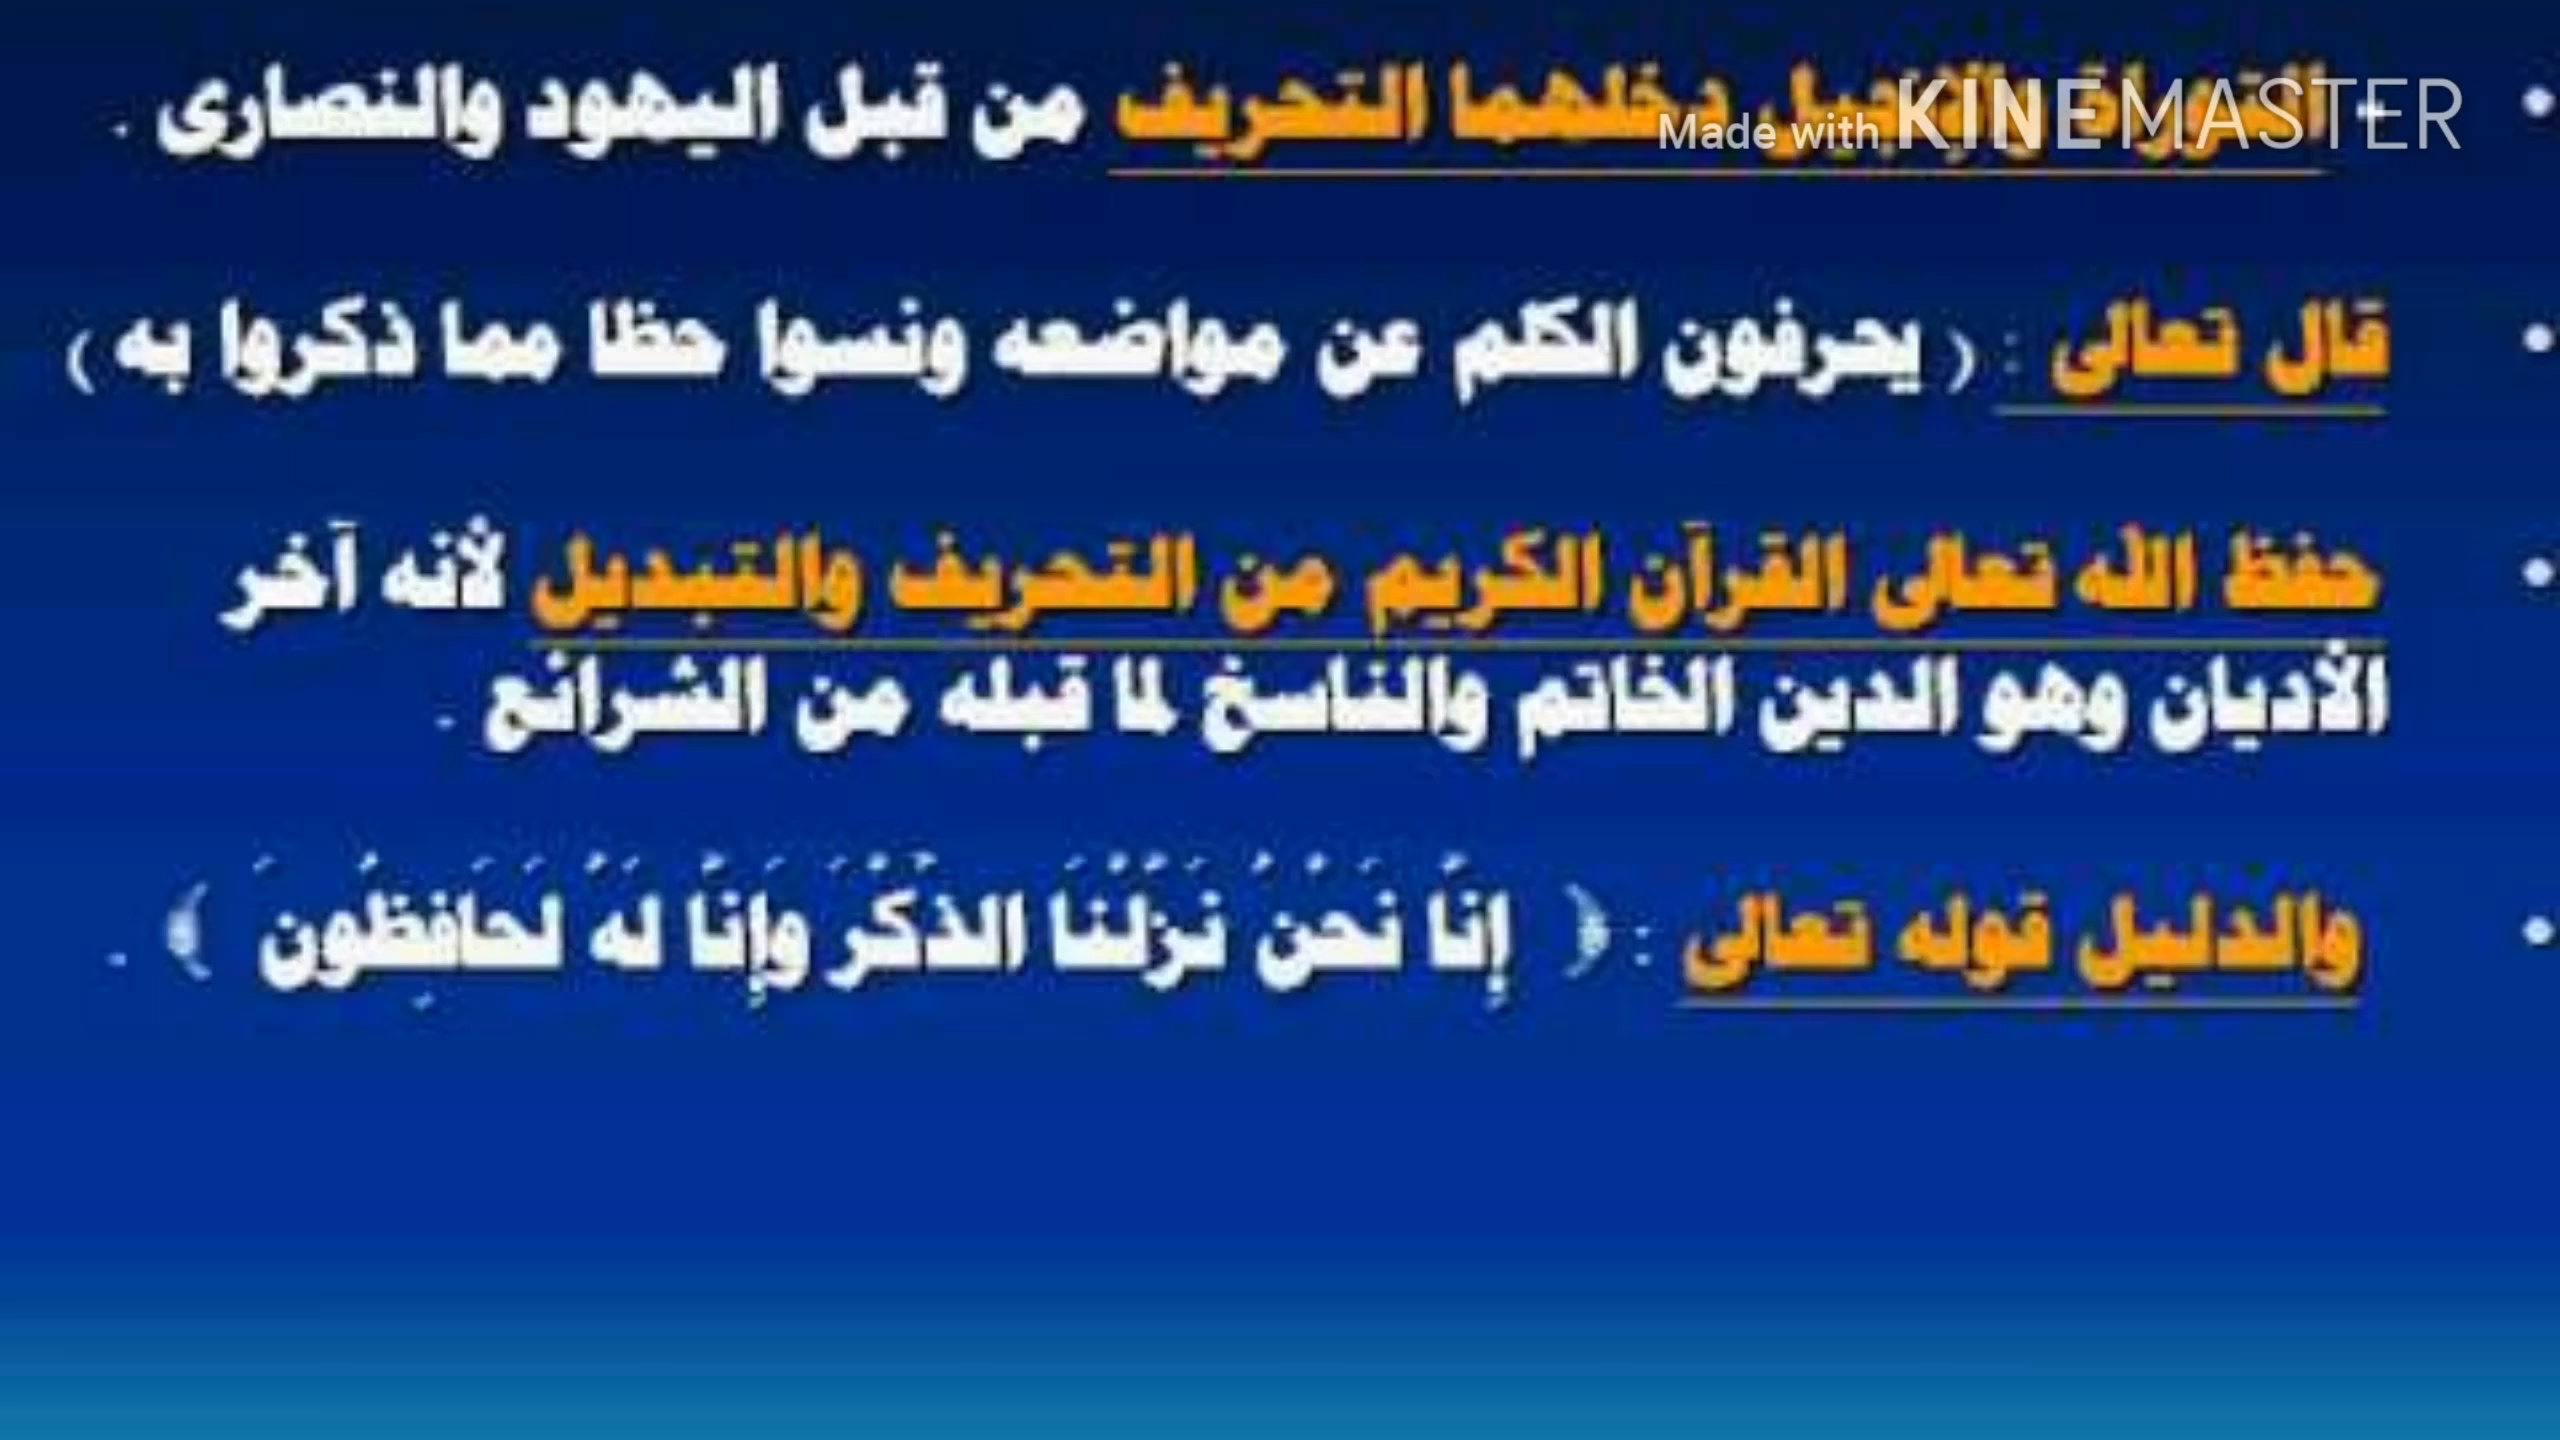 + التوراة والإنجيل دخلهما التحريف من قبل اليهود والنصارى .
Made with KINEMASTER
قال تعالى : ( يحرفون الكلم عن مواضعه ونسوا حظا مما ذكروا به )
حفظ الله تعالى القرآن الكريم من التحريف والتبديل لأنه آخر
الأديان وهو الدين الخاتم والناسخ لما قبله من الشرائع .
والدليل قوله تعالى : ﴿ إِنَّا نَحْنُ نَزَّلْنَا الذِّكْرَ وَإِنَّا لَهُ لَحَافِظُونَ ﴾ .